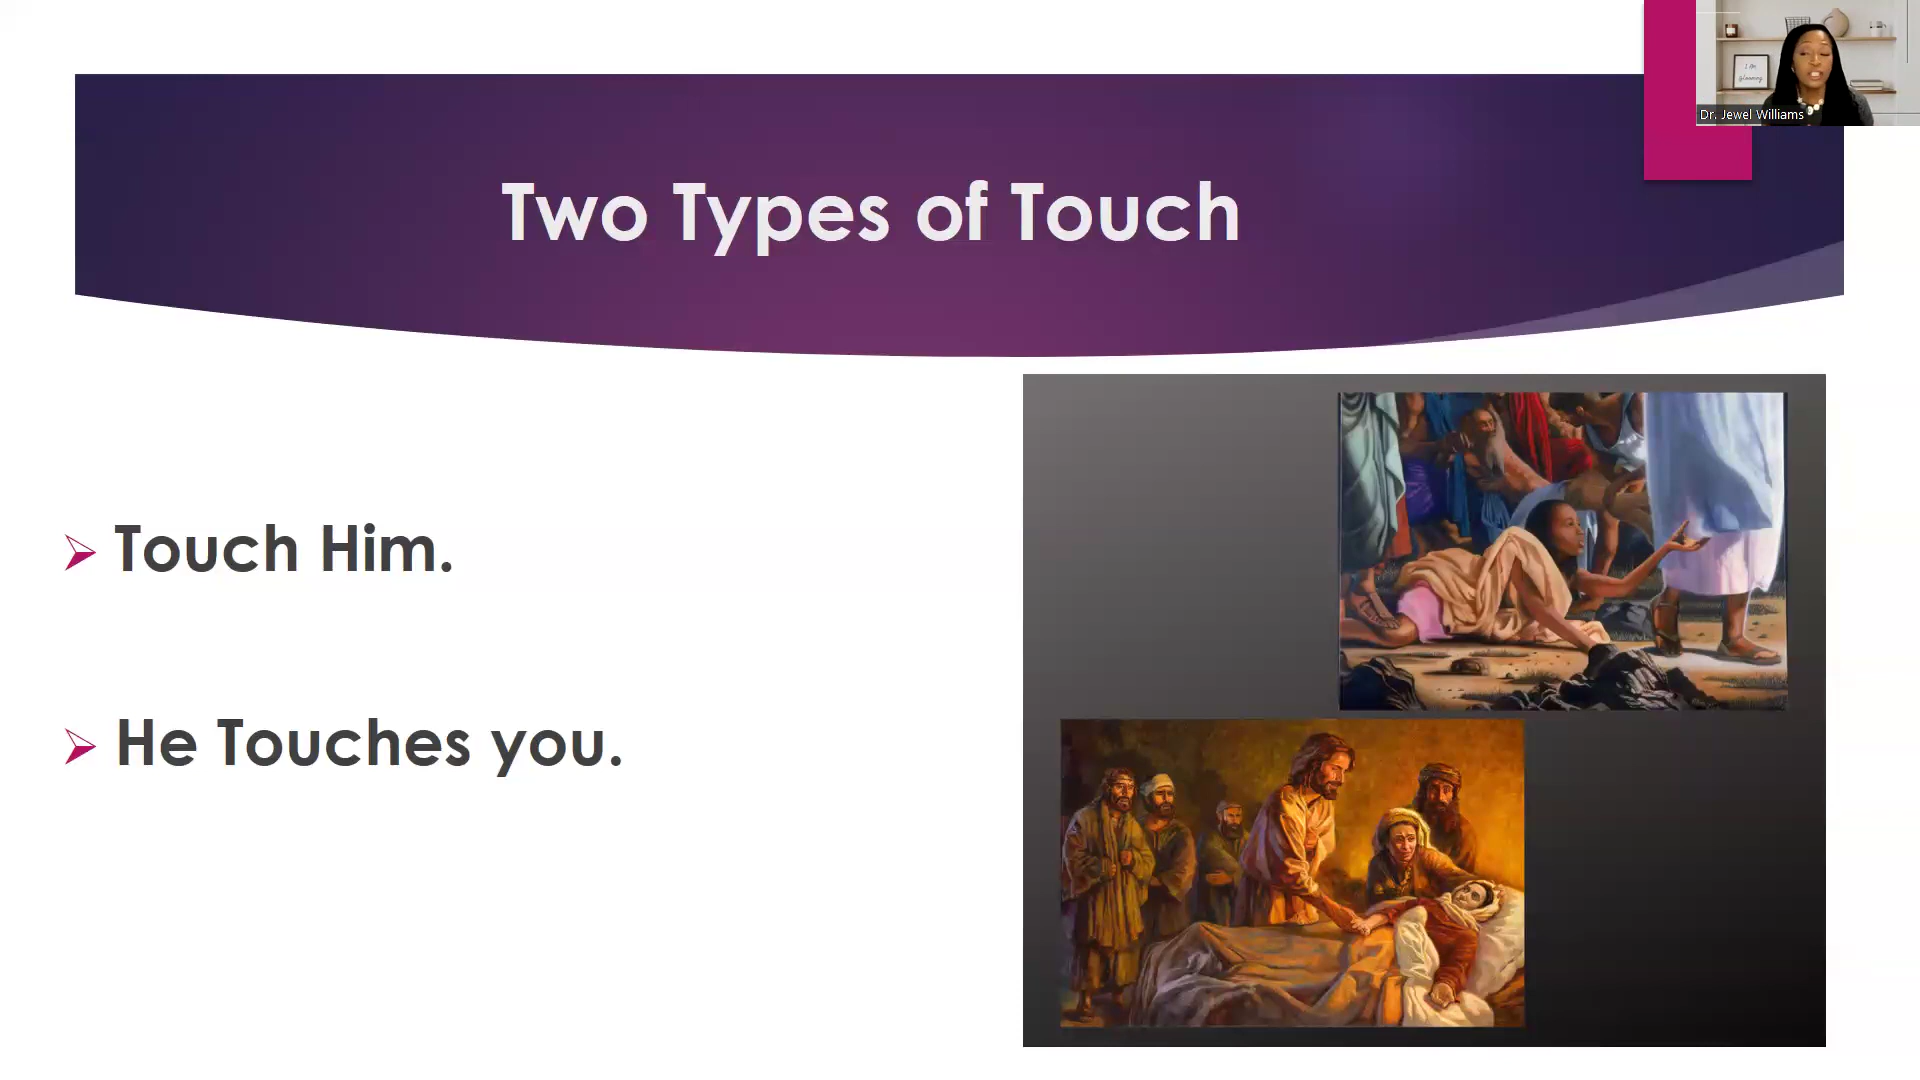 Two Types of Touch
Dr. Jewel Williams
Touch Him.
He Touches you.